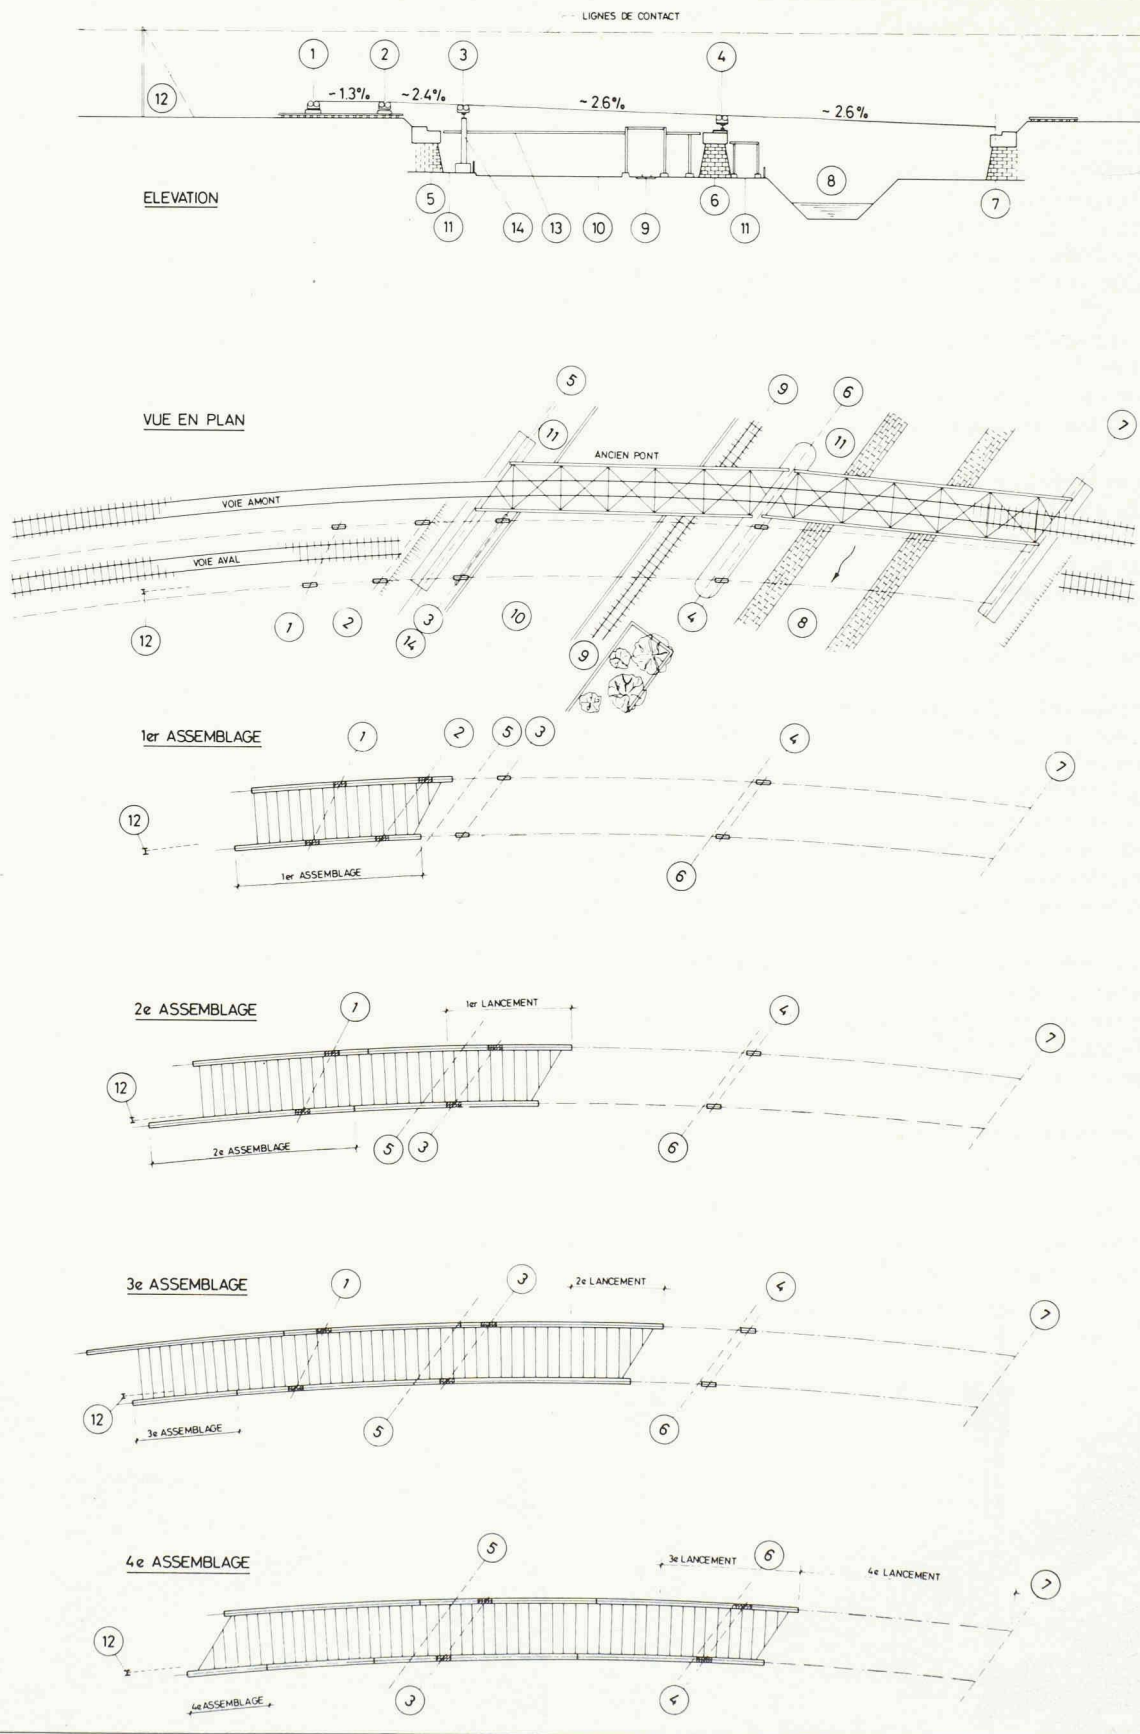 LIGNES DE CONTACT
1 2 3 4
12 ~1.3% ~2.4% ~2.6% ~2.6%
ELEVATION
5 6 8 7
11 14 13 10 9 11
5 9 6 7
VUE EN PLAN
11 ANCIEN PONT 11
VOIE AMONT
VOIE AVAL
12 1 2 14 3 10 9 4 8
1er ASSEMBLAGE
1 2 5 3 4 7
12
1er ASSEMBLAGE
6
2e ASSEMBLAGE
1 1er LANCEMENT 4 7
12
2e ASSEMBLAGE
5 3 6
3e ASSEMBLAGE
1 3 2e LANCEMENT 4 7
12
3e ASSEMBLAGE
5 6
4e ASSEMBLAGE
5 3e LANCEMENT 6 4e LANCEMENT 7
12
4e ASSEMBLAGE
3 4